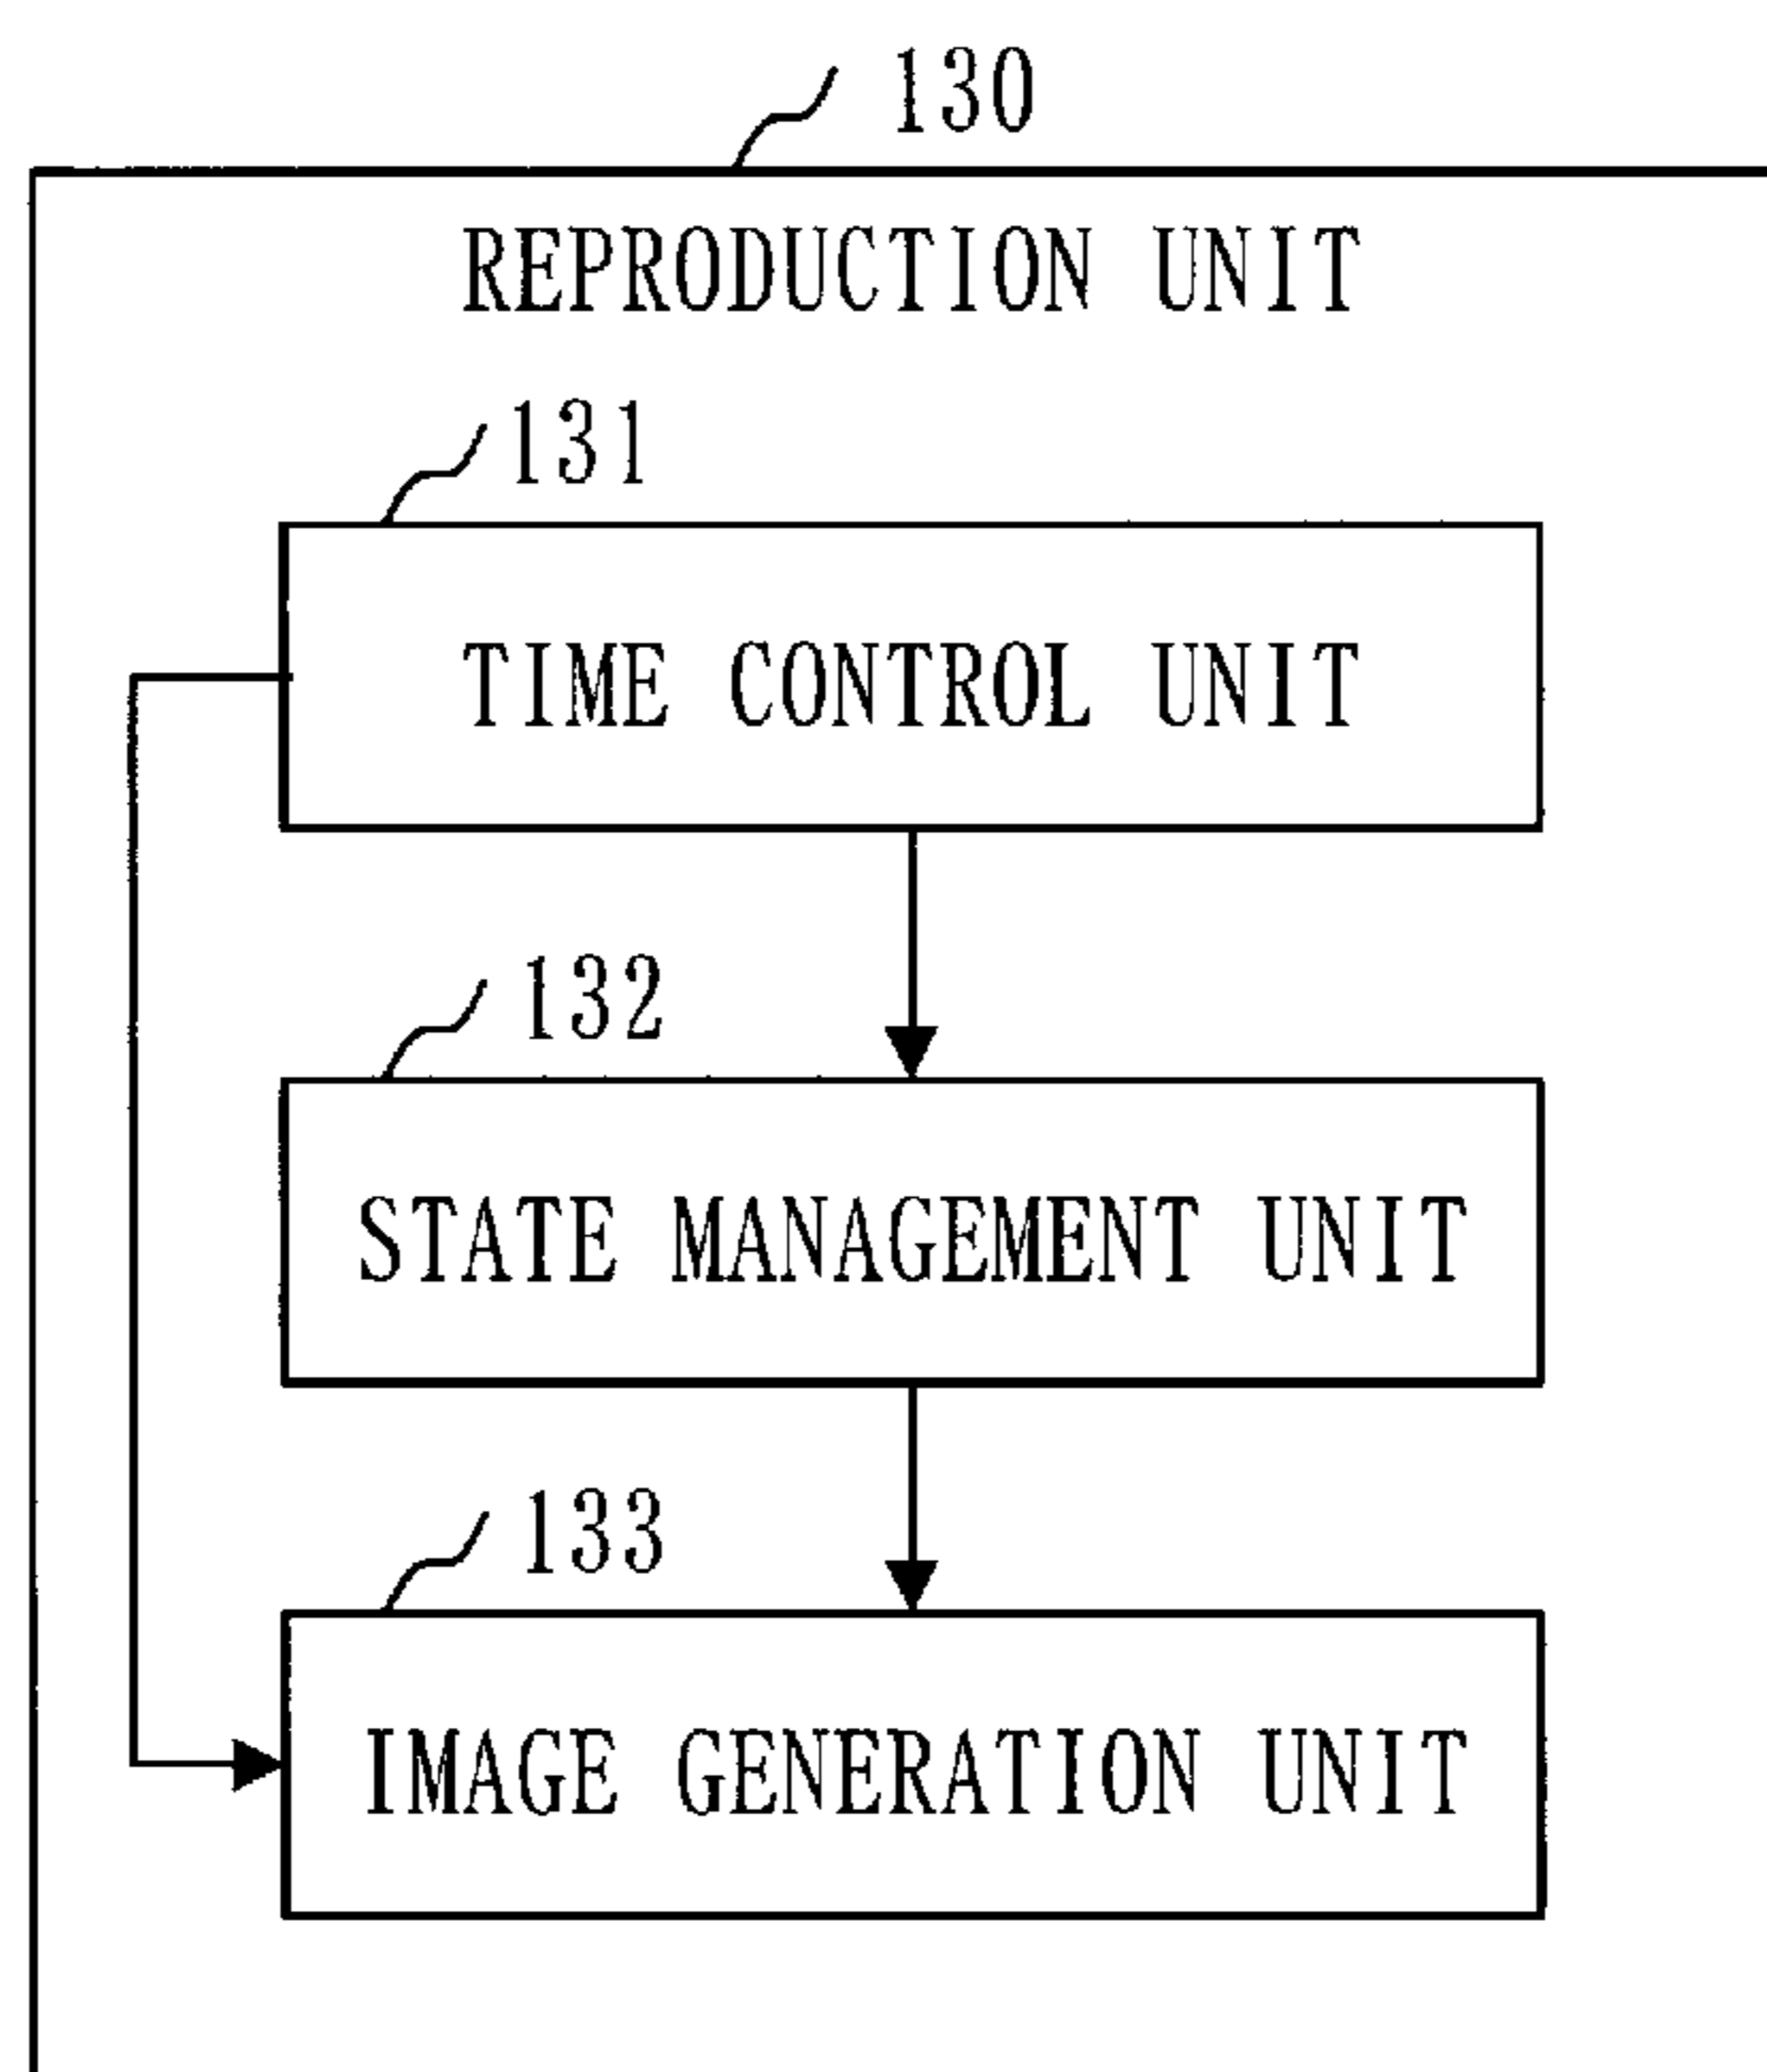 130
REPRODUCTION UNIT
131
TIME CONTROL UNIT
132
STATE MANAGEMENT UNIT
133
IMAGE GENERATION UNIT